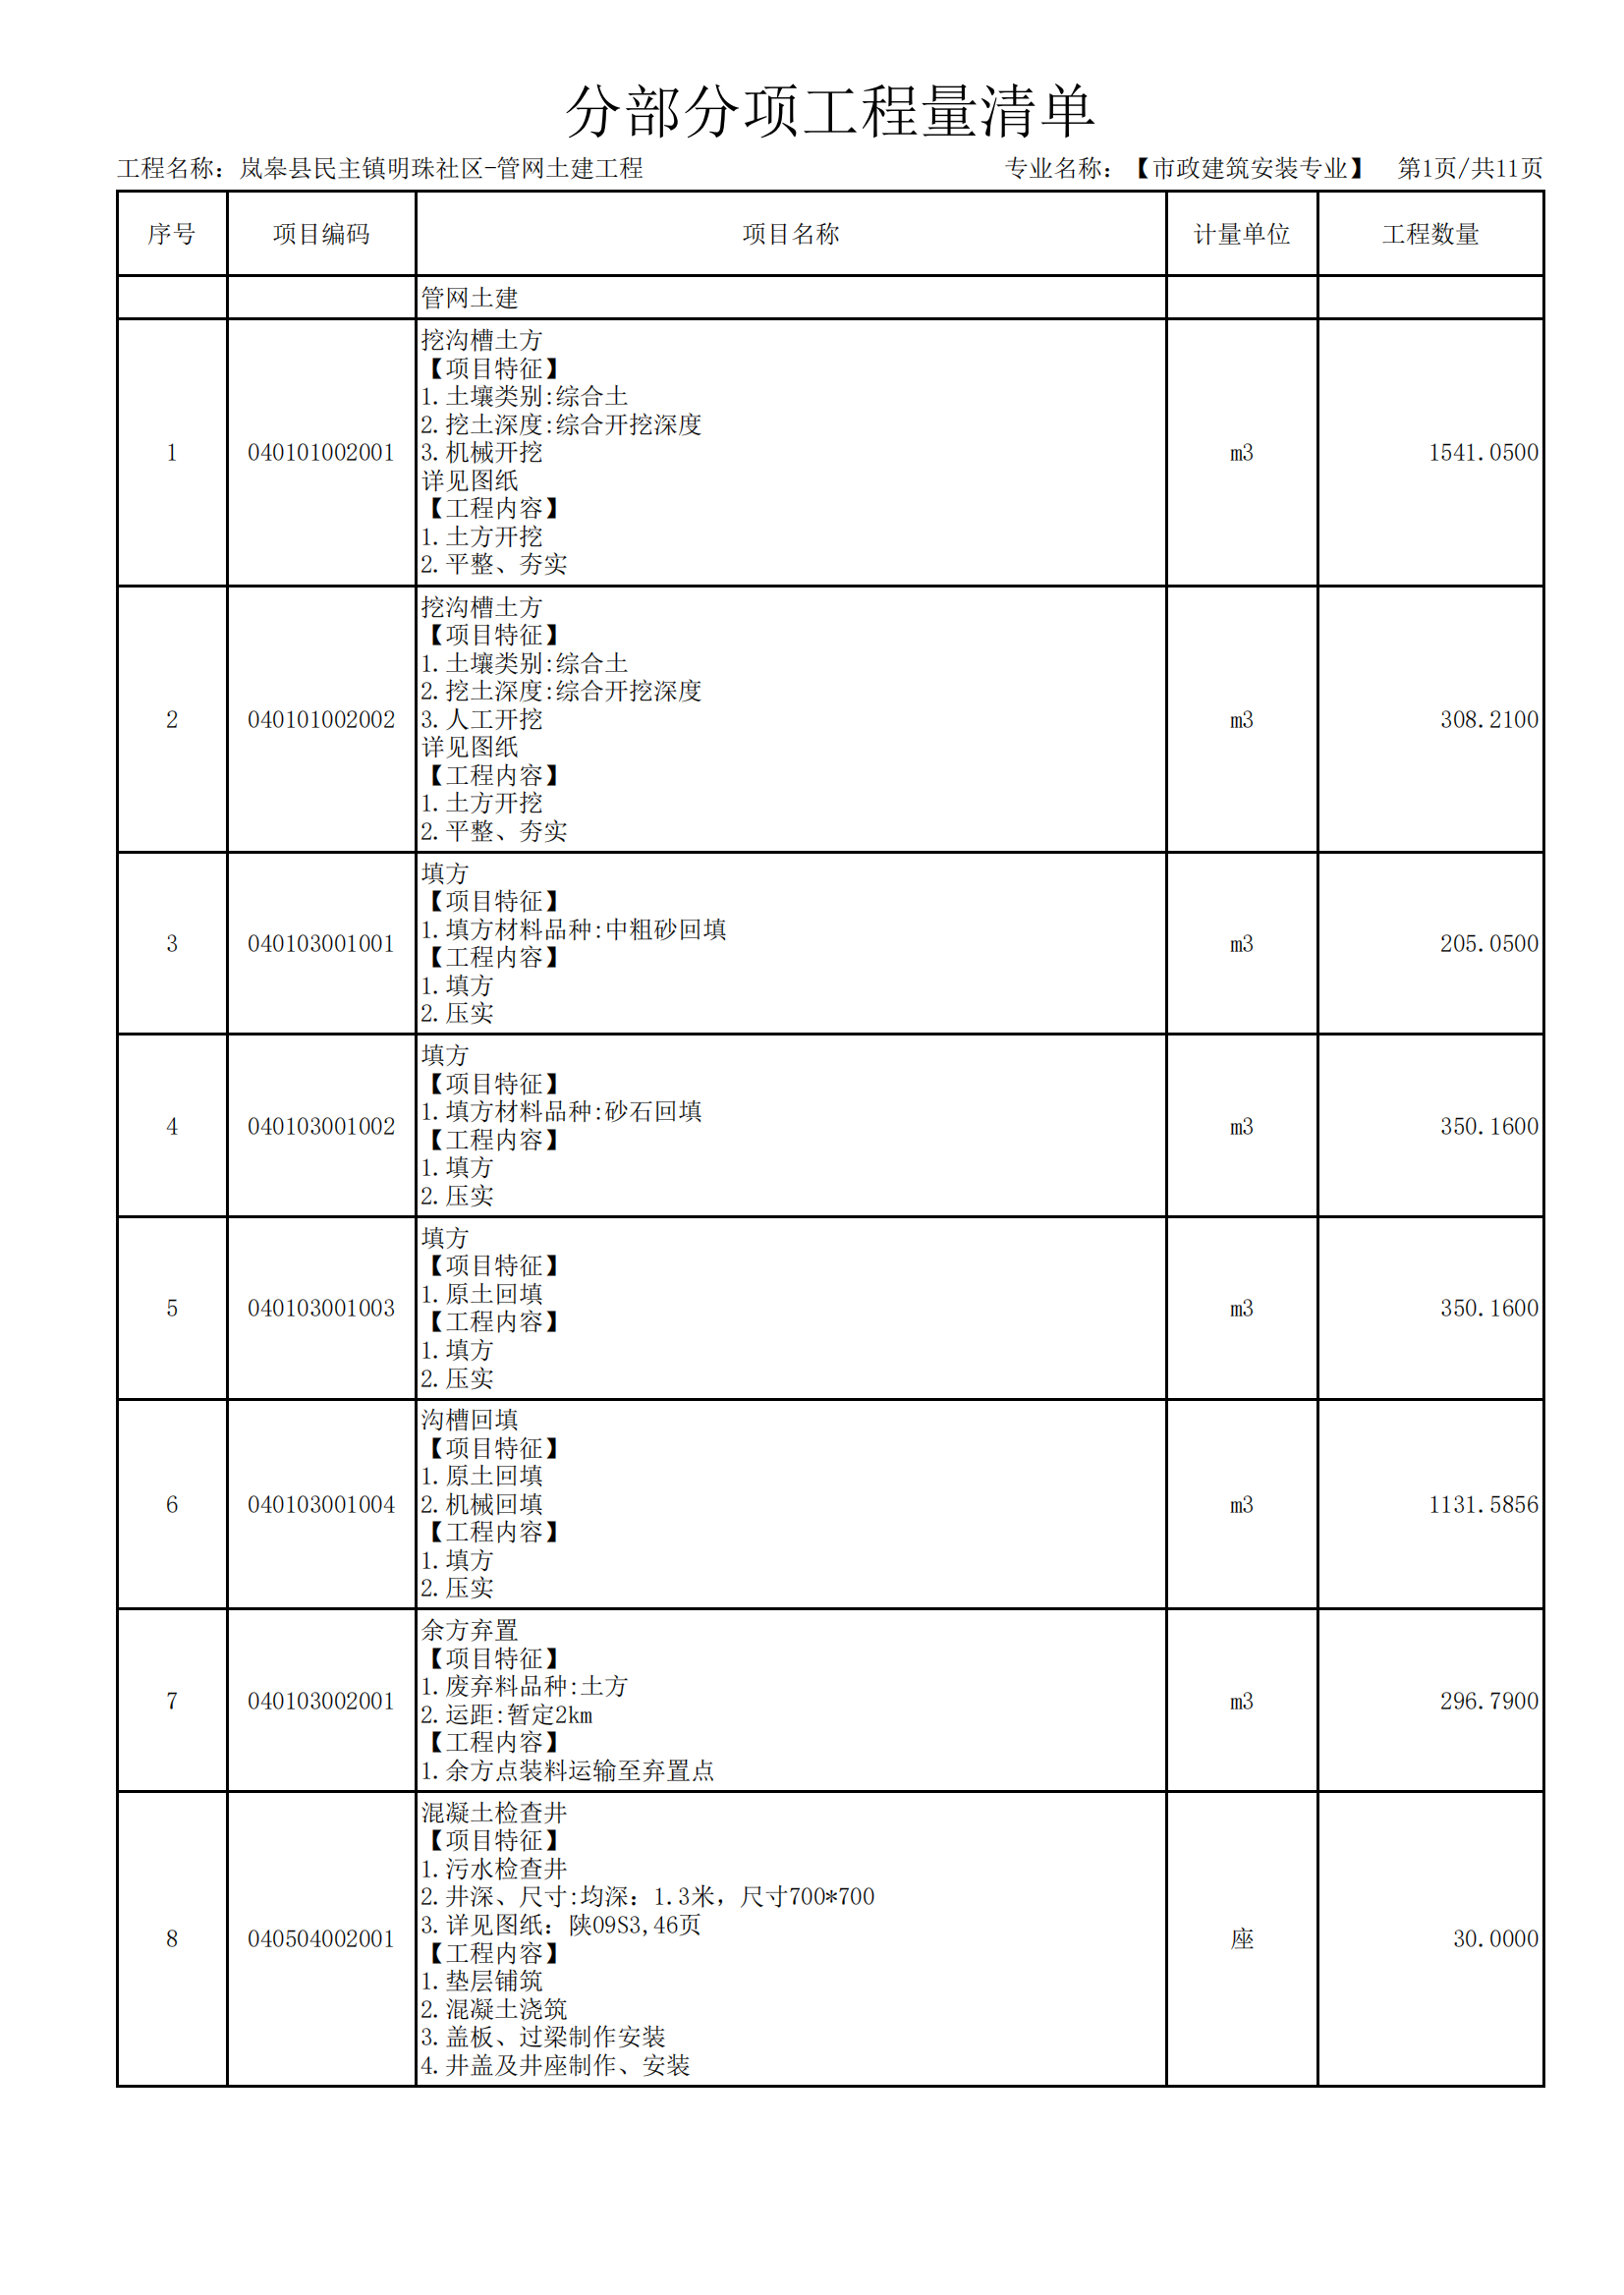 分部分项工程量清单
工程名称：岚皋县民主镇明珠社区-管网土建工程 专业名称：【市政建筑安装专业】 第1页/共11页
序号 项目编码 项目名称 计量单位 工程数量
管网土建
挖沟槽土方
【项目特征】
1.土壤类别:综合土
2.挖土深度:综合开挖深度
1 040101002001 3.机械开挖 m3 1541.0500
详见图纸
【工程内容】
1.土方开挖
2.平整、夯实
挖沟槽土方
【项目特征】
1.土壤类别:综合土
2.挖土深度:综合开挖深度
2 040101002002 3.人工开挖 m3 308.2100
详见图纸
【工程内容】
1.土方开挖
2.平整、夯实
填方
【项目特征】
1.填方材料品种:中粗砂回填
3 040103001001 m3 205.0500
【工程内容】
1.填方
2.压实
填方
【项目特征】
1.填方材料品种:砂石回填
4 040103001002 m3 350.1600
【工程内容】
1.填方
2.压实
填方
【项目特征】
1.原土回填
5 040103001003 m3 350.1600
【工程内容】
1.填方
2.压实
沟槽回填
【项目特征】
1.原土回填
6 040103001004 2.机械回填 m3 1131.5856
【工程内容】
1.填方
2.压实
余方弃置
【项目特征】
1.废弃料品种:土方
7 040103002001 m3 296.7900
2.运距:暂定2km
【工程内容】
1.余方点装料运输至弃置点
混凝土检查井
【项目特征】
1.污水检查井
2.井深、尺寸:均深：1.3米，尺寸700*700
3.详见图纸：陕09S3,46页
8 040504002001 座 30.0000
【工程内容】
1.垫层铺筑
2.混凝土浇筑
3.盖板、过梁制作安装
4.井盖及井座制作、安装